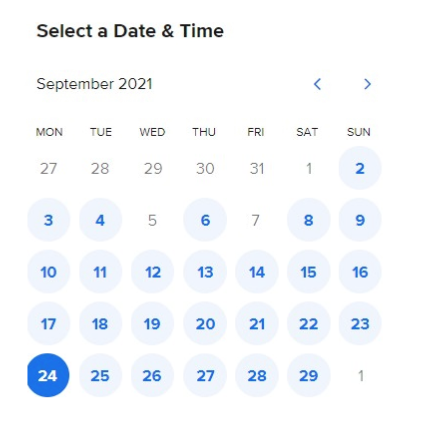 Select a Date & Time
September 2021
MON TUE WED THU FRI SAT SUN
27 28 29 30 31 1 2
3 4 5 6 7 8 9
10 11 12 13 14 15 16
17 18 19 20 21 22 23
24 25 26 27 28 29 1